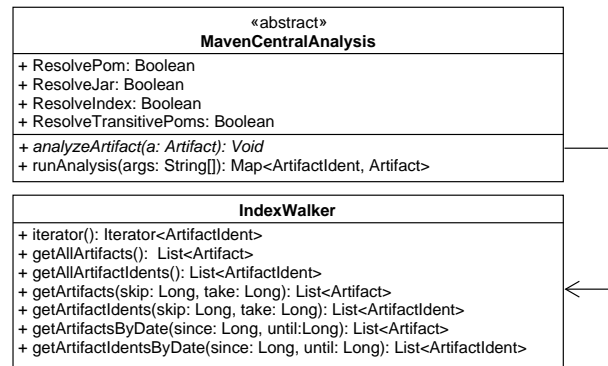 «abstract»
MavenCentralAnalysis
+ ResolvePom: Boolean
+ ResolveJar: Boolean
+ ResolveIndex: Boolean
+ ResolveTransitivePoms: Boolean
+ analyzeArtifact(a: Artifact): Void
+ runAnalysis(args: String[]): Map<ArtifactIdent, Artifact>
IndexWalker
+ iterator(): Iterator<ArtifactIdent>
+ getAllArtifacts(): List<Artifact>
+ getAllArtifactIdents(): List<ArtifactIdent>
+ getArtifacts(skip: Long, take: Long): List<Artifact>
+ getArtifactIdents(skip: Long, take: Long): List<ArtifactIdent>
+ getArtifactsByDate(since: Long, until:Long): List<Artifact>
+ getArtifactIdentsByDate(since: Long, until: Long): List<ArtifactIdent>